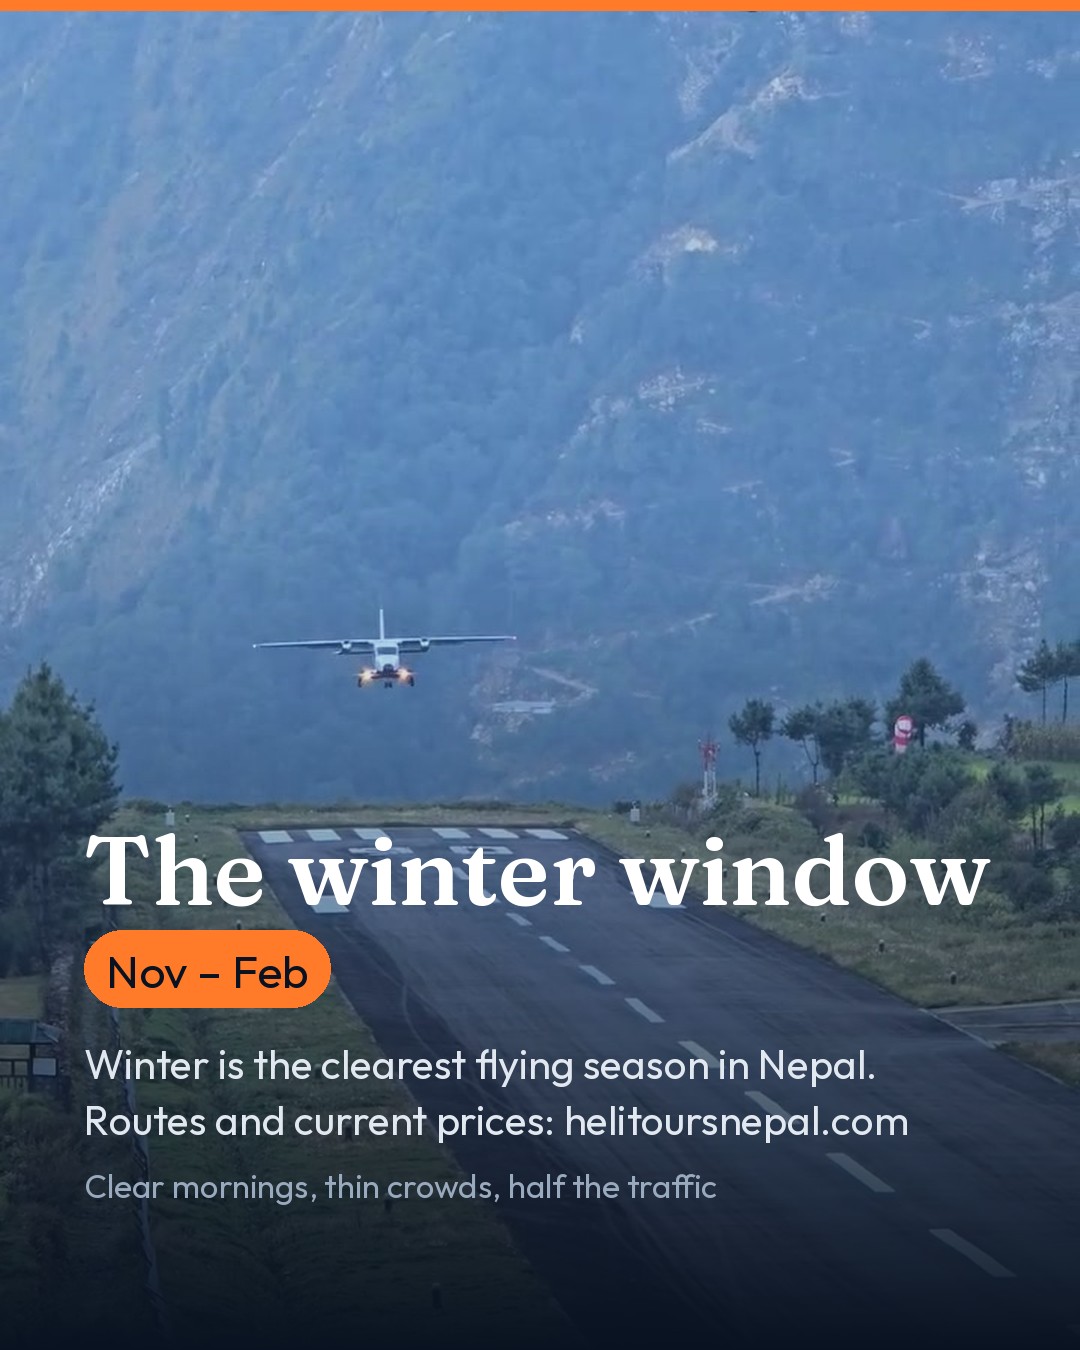 The winter window
Nov – Feb
Winter is the clearest flying season in Nepal.
Routes and current prices: helitoursnepal.com
Clear mornings, thin crowds, half the traffic